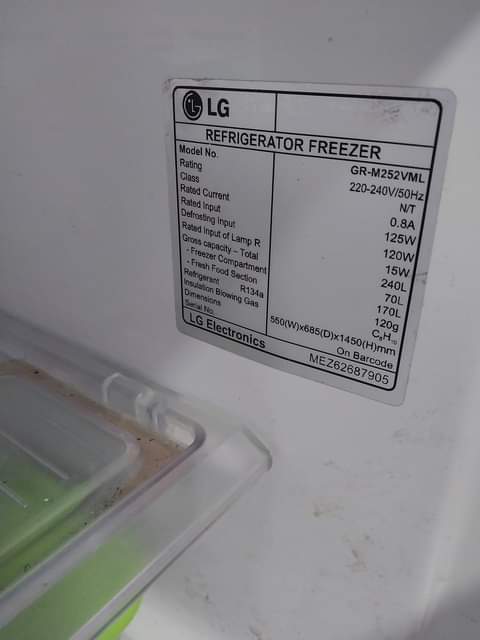 LG
REFRIGERATOR FREEZER
Model No. GR-M252VML
Rating 220-240V/50Hz
Class N/T
Rated Current 0.8A
Rated Input 125W
Defrosting Input 120W
Rated Input of Lamp R 15W
Gross capacity – Total 240L
- Freezer Compartment 70L
- Fresh Food Section 170L
Refrigerant R134a 120g
Insulation Blowing Gas C₅H₁₀
Dimensions 550(W)x685(D)x1450(H)mm
Serial No. On Barcode
LG Electronics MEZ62687905